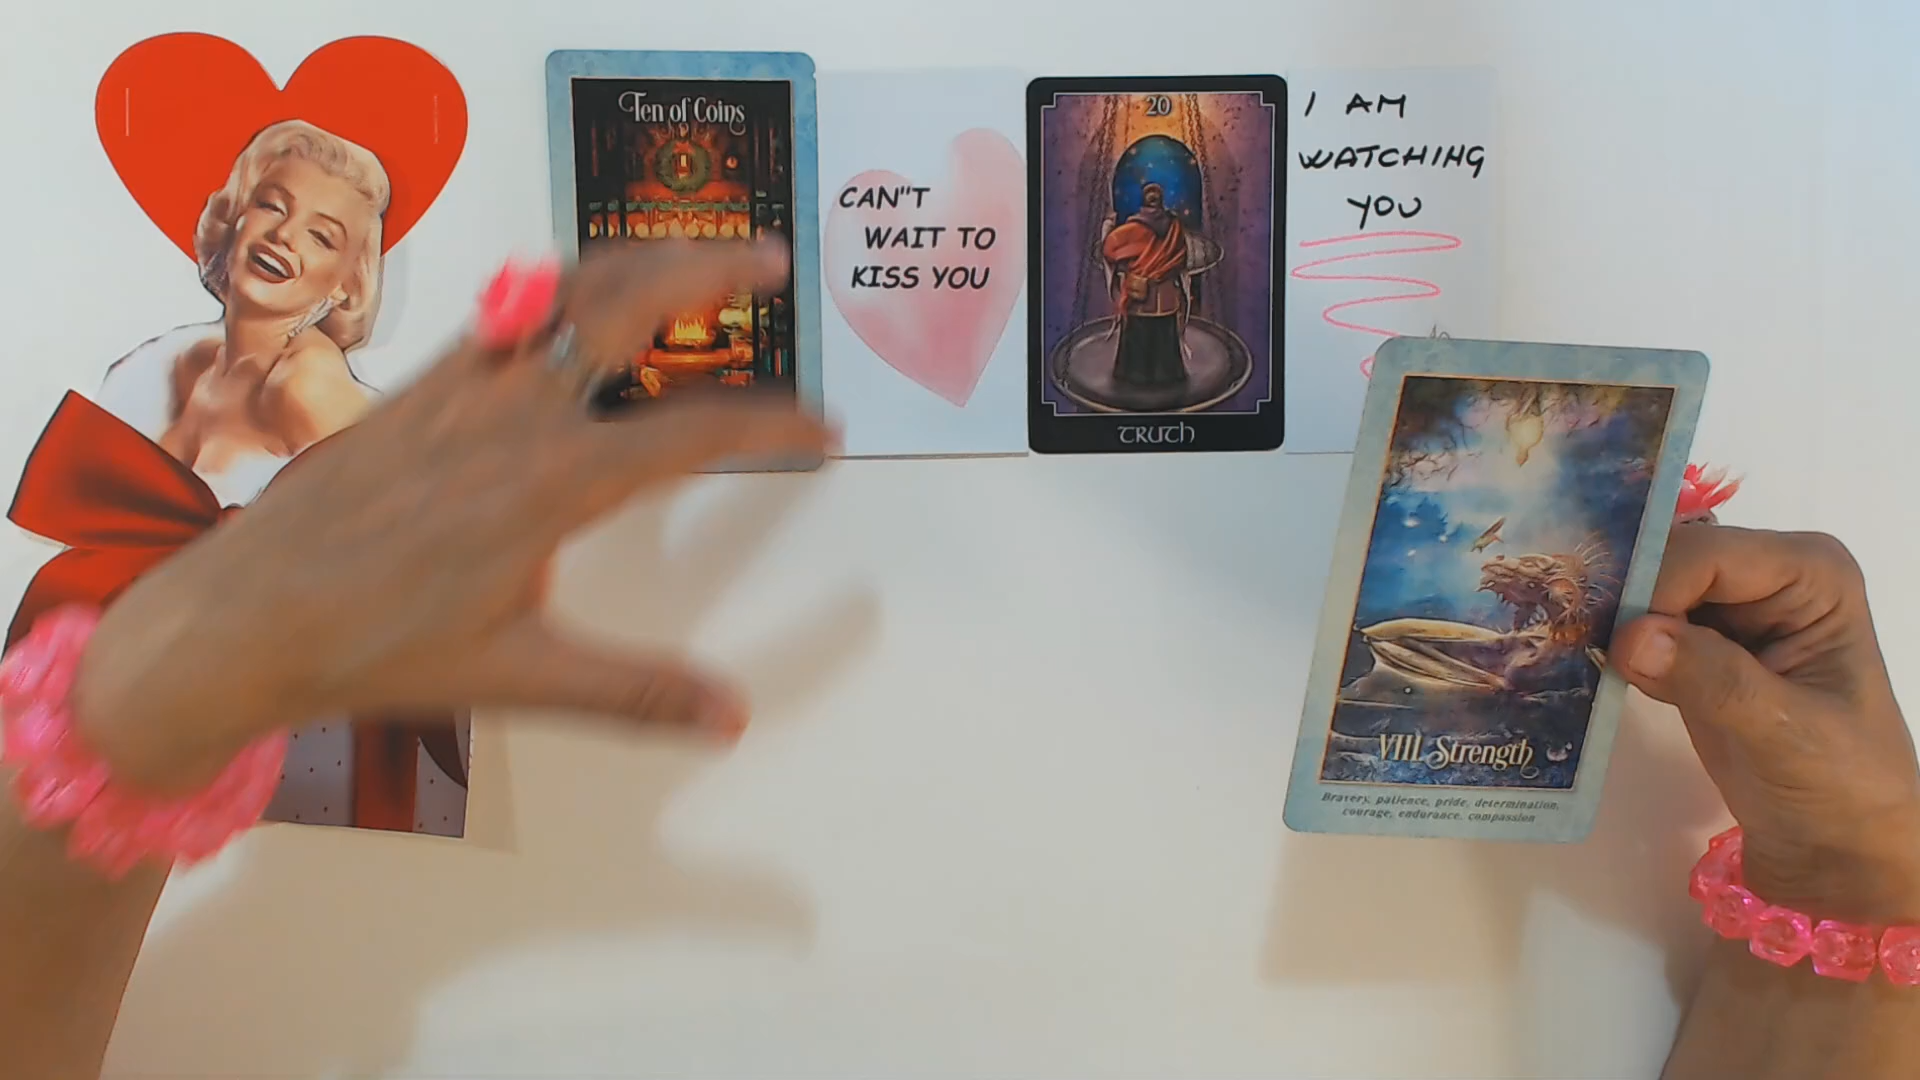 Ten of Coins
CAN"T
WAIT TO
KISS YOU
20
TRUTH
I AM
WATCHING
YOU
VIII. Strength
Bravery, patience, pride, determination,
courage, endurance, compassion